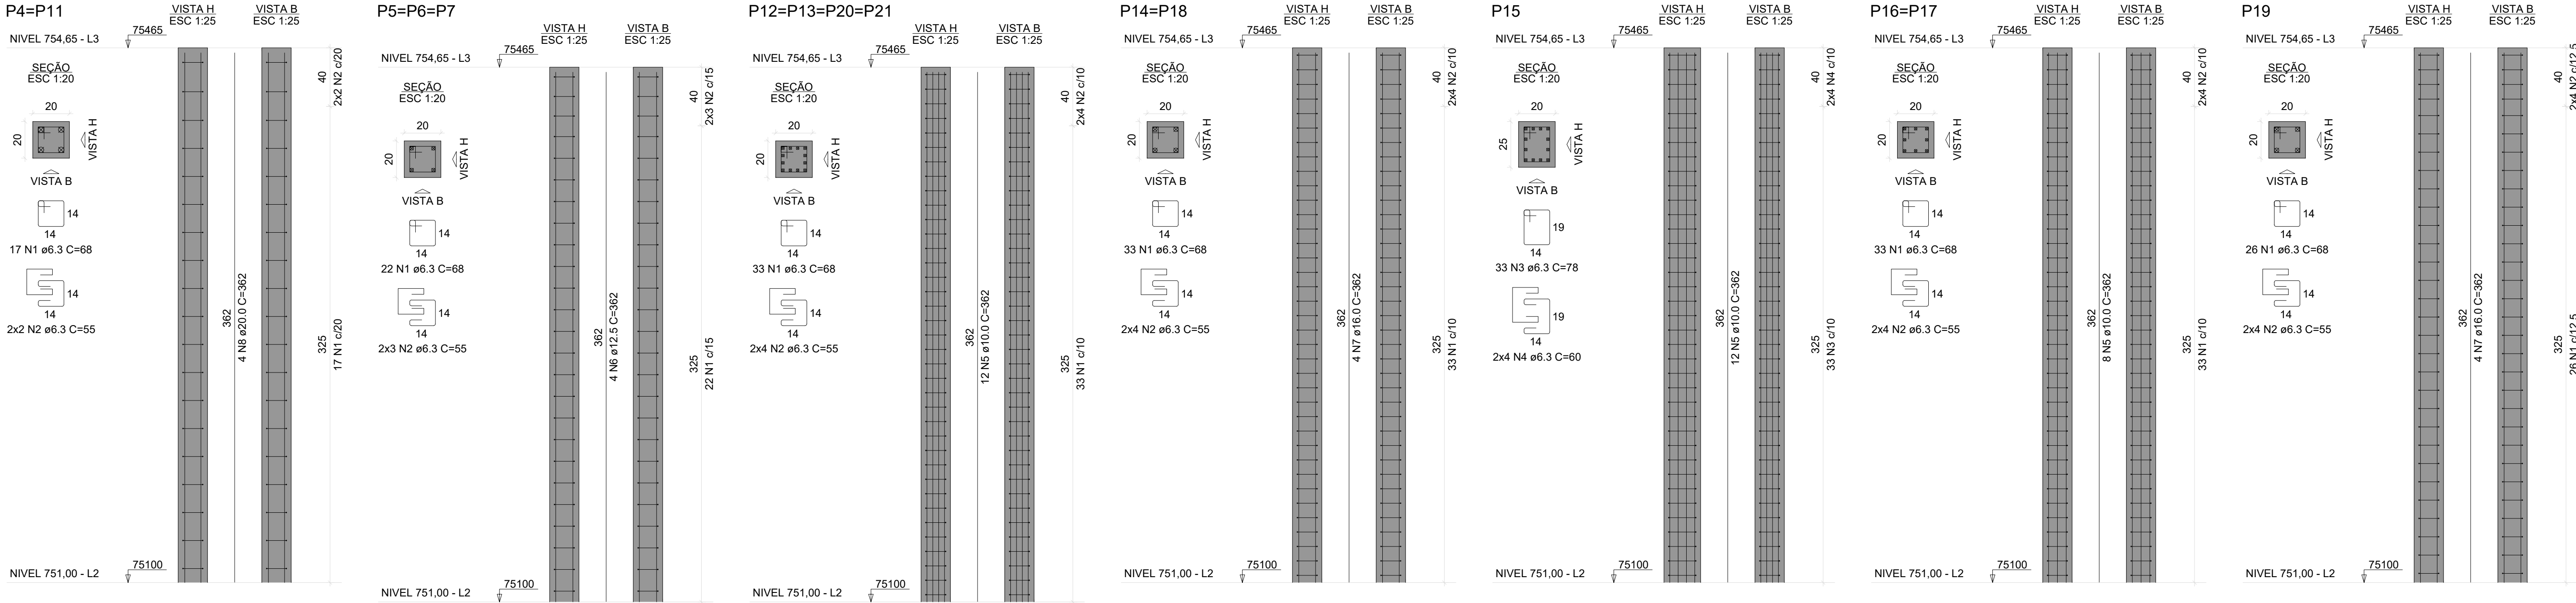 P4=P11
VISTA H
ESC 1:25
VISTA B
ESC 1:25
NIVEL 754,65 - L3
75465
SEÇÃO
ESC 1:20
20
20
VISTA H
VISTA B
14
14
17 N1 ø6.3 C=68
14
14
2x2 N2 ø6.3 C=55
362
4 N8 ø20.0 C=362
40
2x2 N2 c/20
325
17 N1 c/20
NIVEL 751,00 - L2
75100
P5=P6=P7
VISTA H
ESC 1:25
VISTA B
ESC 1:25
NIVEL 754,65 - L3
75465
SEÇÃO
ESC 1:20
20
20
VISTA H
VISTA B
14
14
22 N1 ø6.3 C=68
14
14
2x3 N2 ø6.3 C=55
362
4 N6 ø12.5 C=362
40
2x3 N2 c/15
325
22 N1 c/15
NIVEL 751,00 - L2
75100
P12=P13=P20=P21
VISTA H
ESC 1:25
VISTA B
ESC 1:25
NIVEL 754,65 - L3
75465
SEÇÃO
ESC 1:20
20
20
VISTA H
VISTA B
14
14
33 N1 ø6.3 C=68
14
14
2x4 N2 ø6.3 C=55
362
12 N5 ø10.0 C=362
40
2x4 N2 c/10
325
33 N1 c/10
NIVEL 751,00 - L2
75100
P14=P18
VISTA H
ESC 1:25
VISTA B
ESC 1:25
NIVEL 754,65 - L3
75465
SEÇÃO
ESC 1:20
20
20
VISTA H
VISTA B
14
14
33 N1 ø6.3 C=68
14
14
2x4 N2 ø6.3 C=55
362
4 N7 ø16.0 C=362
40
2x4 N2 c/10
325
33 N1 c/10
NIVEL 751,00 - L2
75100
P15
VISTA H
ESC 1:25
VISTA B
ESC 1:25
NIVEL 754,65 - L3
75465
SEÇÃO
ESC 1:20
20
25
VISTA H
VISTA B
19
14
33 N3 ø6.3 C=78
19
14
2x4 N4 ø6.3 C=60
362
12 N5 ø10.0 C=362
40
2x4 N4 c/10
325
33 N3 c/10
NIVEL 751,00 - L2
75100
P16=P17
VISTA H
ESC 1:25
VISTA B
ESC 1:25
NIVEL 754,65 - L3
75465
SEÇÃO
ESC 1:20
20
20
VISTA H
VISTA B
14
14
33 N1 ø6.3 C=68
14
14
2x4 N2 ø6.3 C=55
362
8 N5 ø10.0 C=362
40
2x4 N2 c/10
325
33 N1 c/10
NIVEL 751,00 - L2
75100
P19
VISTA H
ESC 1:25
VISTA B
ESC 1:25
NIVEL 754,65 - L3
75465
SEÇÃO
ESC 1:20
20
20
VISTA H
VISTA B
14
14
26 N1 ø6.3 C=68
14
14
2x4 N2 ø6.3 C=55
362
4 N7 ø16.0 C=362
40
2x4 N2 c/12.5
325
26 N1 c/12.5
NIVEL 751,00 - L2
75100